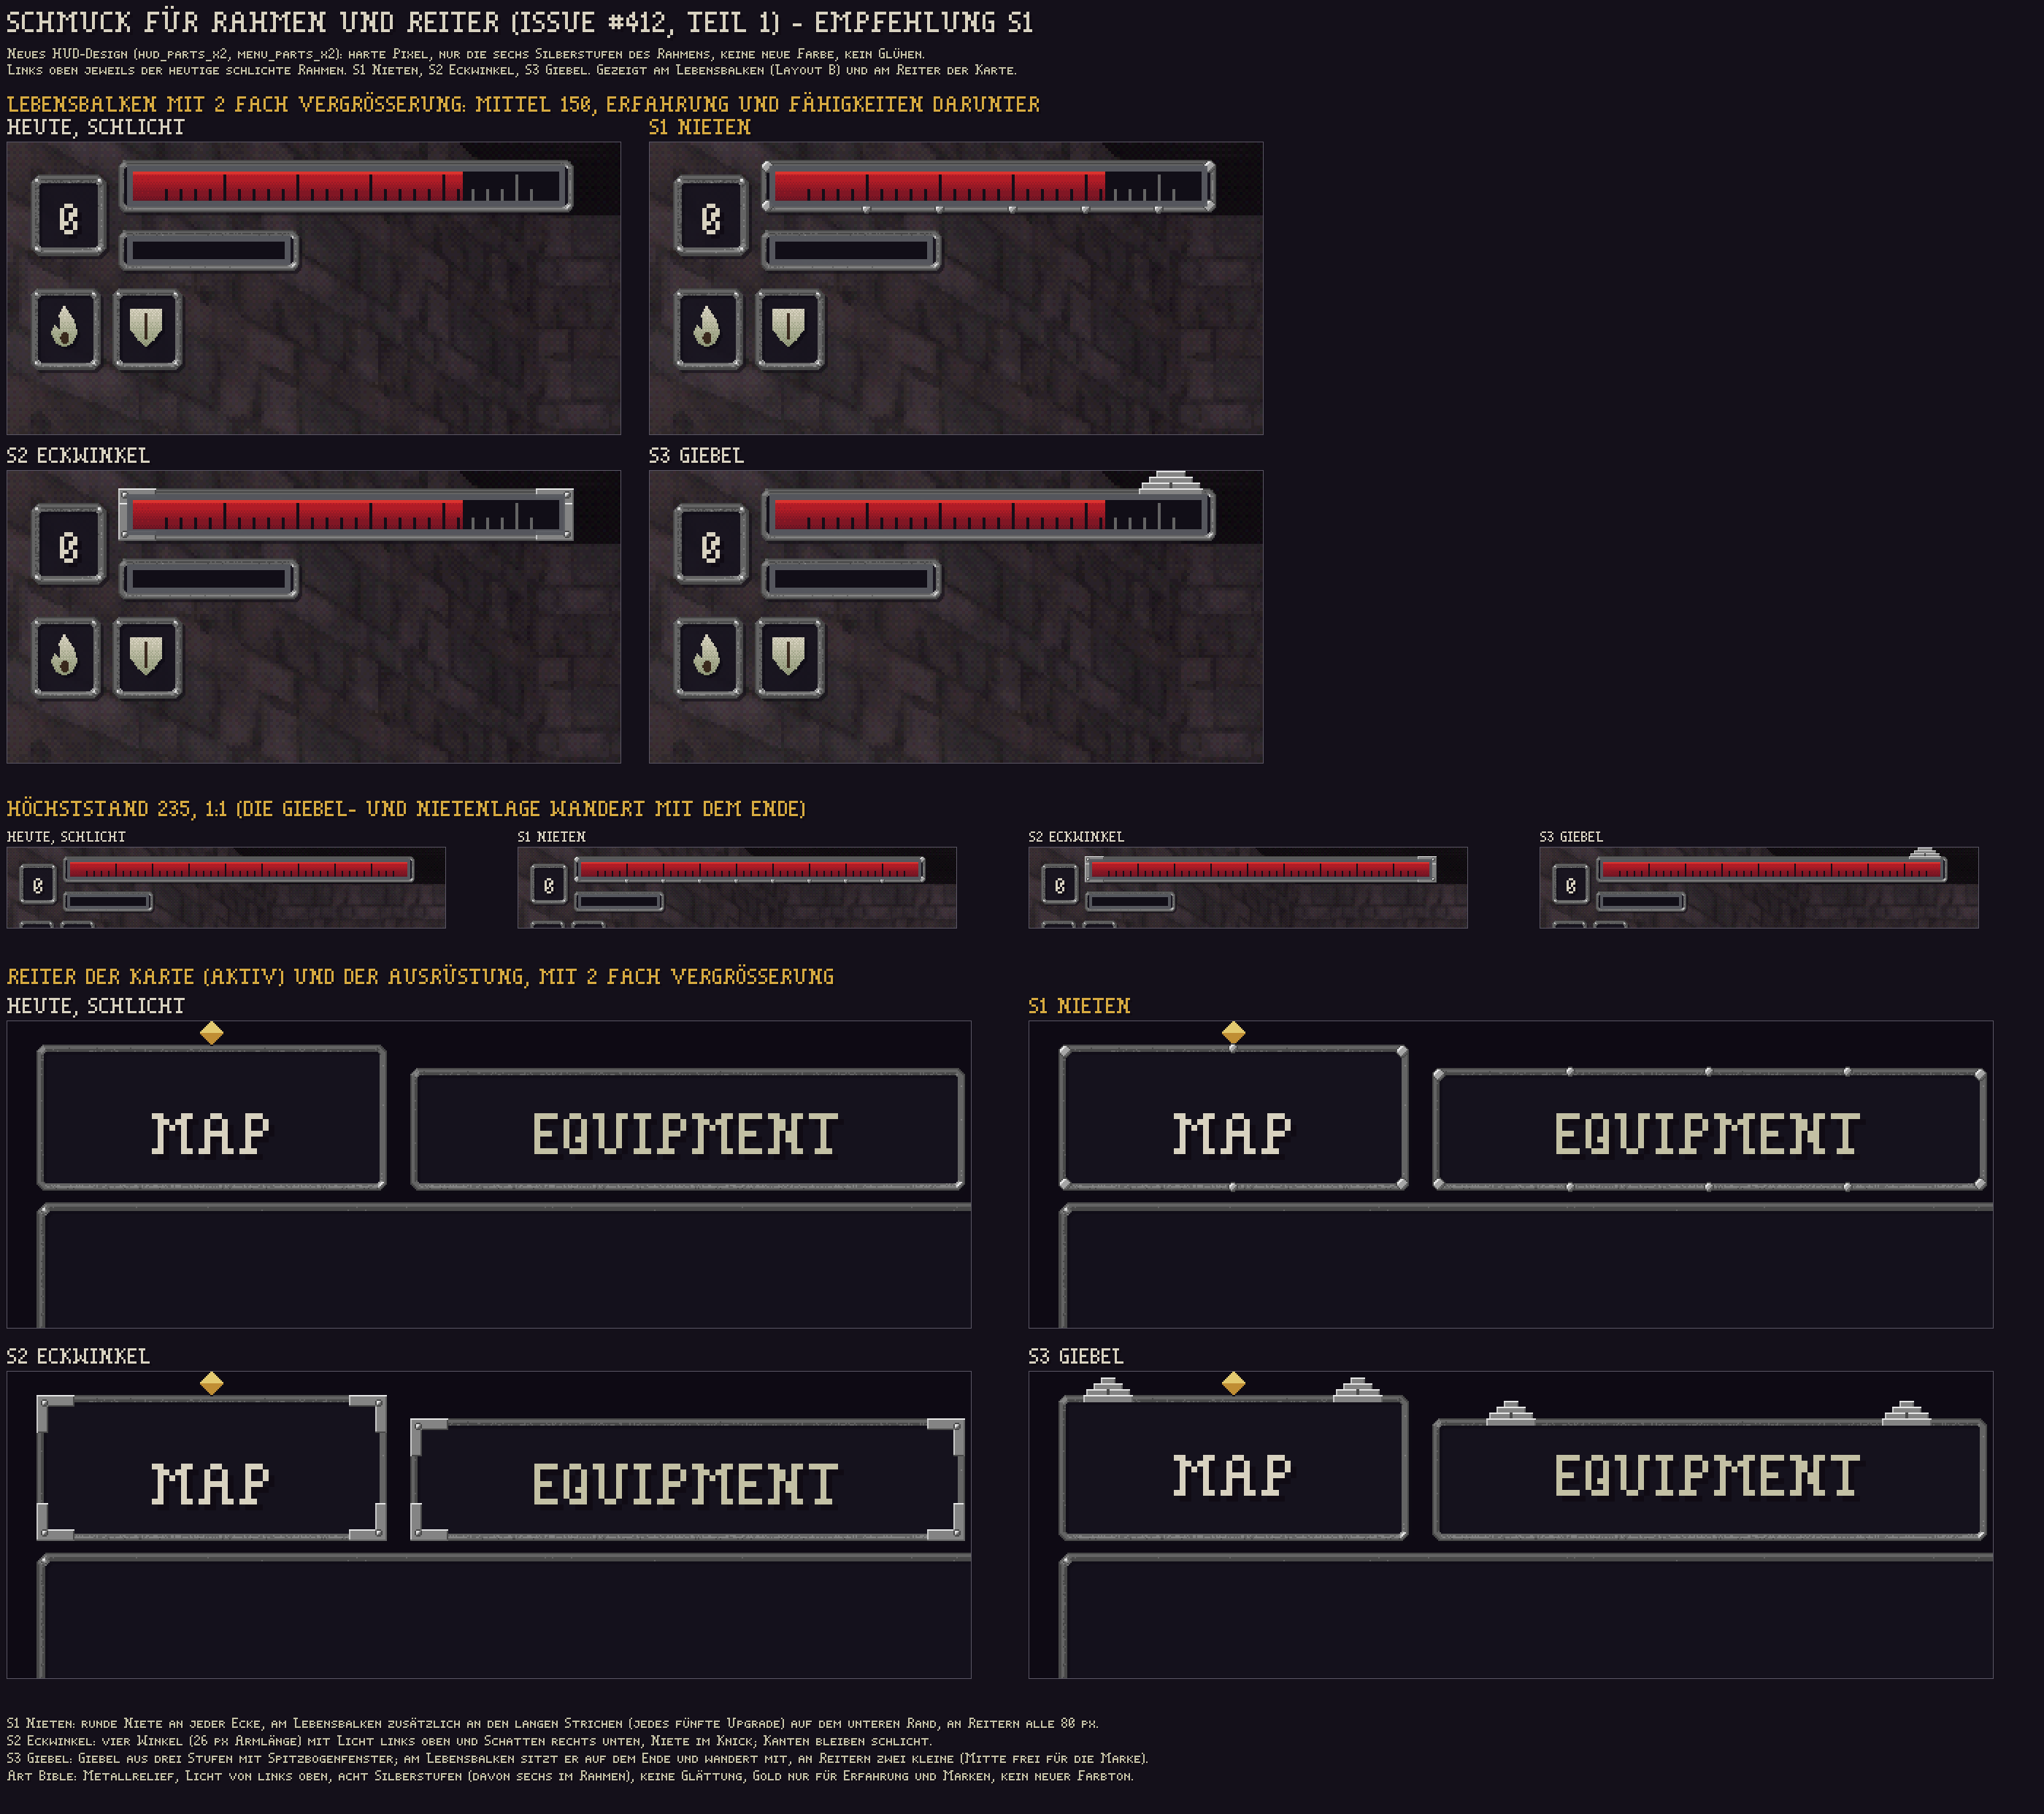 SCHMUCK FÜR RAHMEN UND REITER (ISSUE #412, TEIL 1) - EMPFEHLUNG S1
Neues HUD-Design (hud_parts_x2, menu_parts_x2): harte Pixel, nur die sechs Silberstufen des Rahmens, keine neue Farbe, kein Glühen.
Links oben jeweils der heutige schlichte Rahmen. S1 Nieten, S2 Eckwinkel, S3 Giebel. Gezeigt am Lebensbalken (Layout B) und am Reiter der Karte.
LEBENSBALKEN MIT 2 FACH VERGRÖSSERUNG: MITTEL 150, ERFAHRUNG UND FÄHIGKEITEN DARUNTER
HEUTE, SCHLICHT
S1 NIETEN
0
0
S2 ECKWINKEL
S3 GIEBEL
0
0
HÖCHSTSTAND 235, 1:1 (DIE GIEBEL- UND NIETENLAGE WANDERT MIT DEM ENDE)
HEUTE, SCHLICHT
S1 NIETEN
S2 ECKWINKEL
S3 GIEBEL
0
0
0
0
REITER DER KARTE (AKTIV) UND DER AUSRÜSTUNG, MIT 2 FACH VERGRÖSSERUNG
HEUTE, SCHLICHT
S1 NIETEN
MAP
EQUIPMENT
MAP
EQUIPMENT
S2 ECKWINKEL
S3 GIEBEL
MAP
EQUIPMENT
MAP
EQUIPMENT
S1 Nieten: runde Niete an jeder Ecke, am Lebensbalken zusätzlich an den langen Strichen (jedes fünfte Upgrade) auf dem unteren Rand, an Reitern alle 80 px.
S2 Eckwinkel: vier Winkel (26 px Armlänge) mit Licht links oben und Schatten rechts unten, Niete im Knick; Kanten bleiben schlicht.
S3 Giebel: Giebel aus drei Stufen mit Spitzbogenfenster; am Lebensbalken sitzt er auf dem Ende und wandert mit, an Reitern zwei kleine (Mitte frei für die Marke).
Art Bible: Metallrelief, Licht von links oben, acht Silberstufen (davon sechs im Rahmen), keine Glättung, Gold nur für Erfahrung und Marken, kein neuer Farbton.